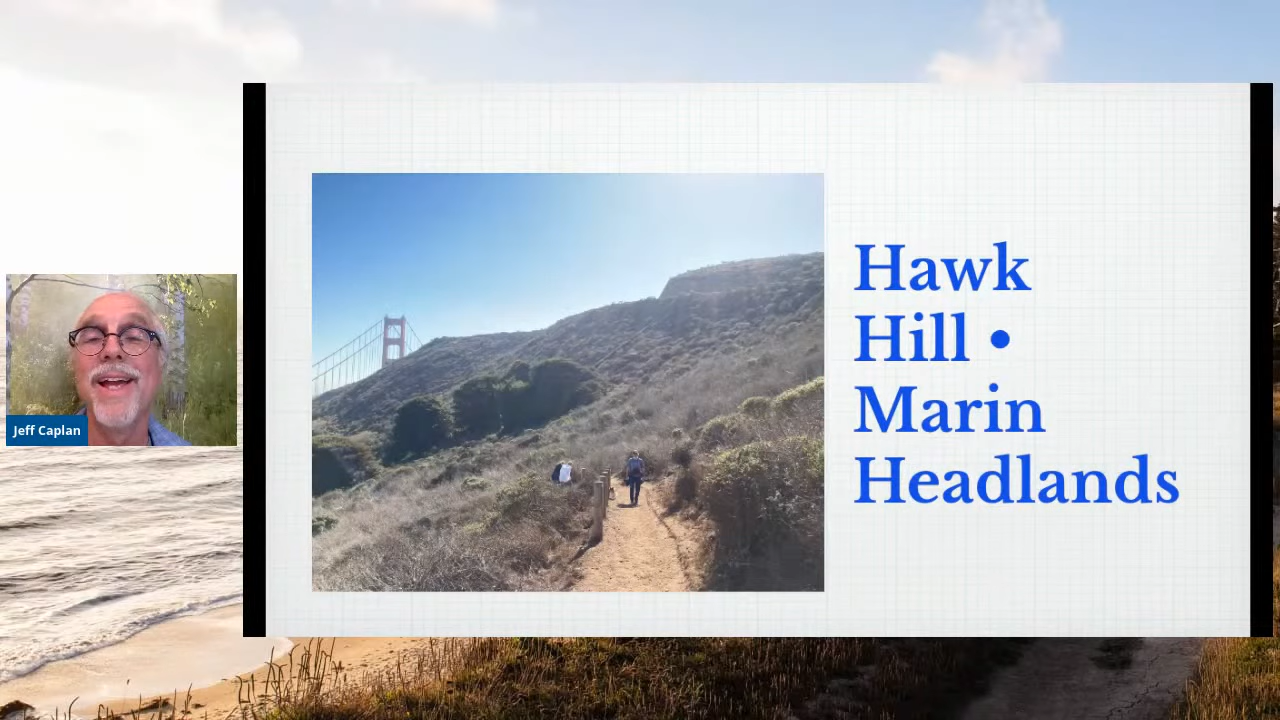 Jeff Caplan
Hawk
Hill •
Marin
Headlands